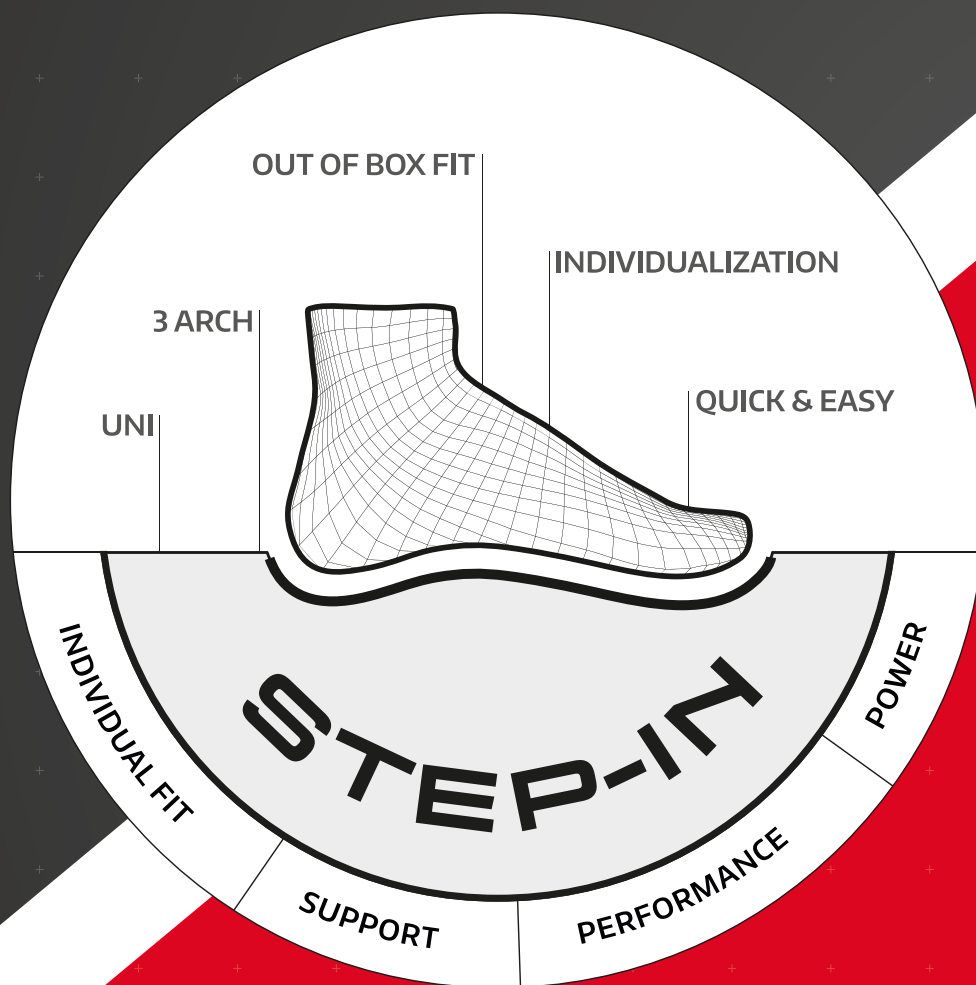 OUT OF BOX FIT
INDIVIDUALIZATION
3 ARCH
QUICK & EASY
UNI
INDIVIDUAL FIT
SUPPORT
PERFORMANCE
POWER
STEP-IN